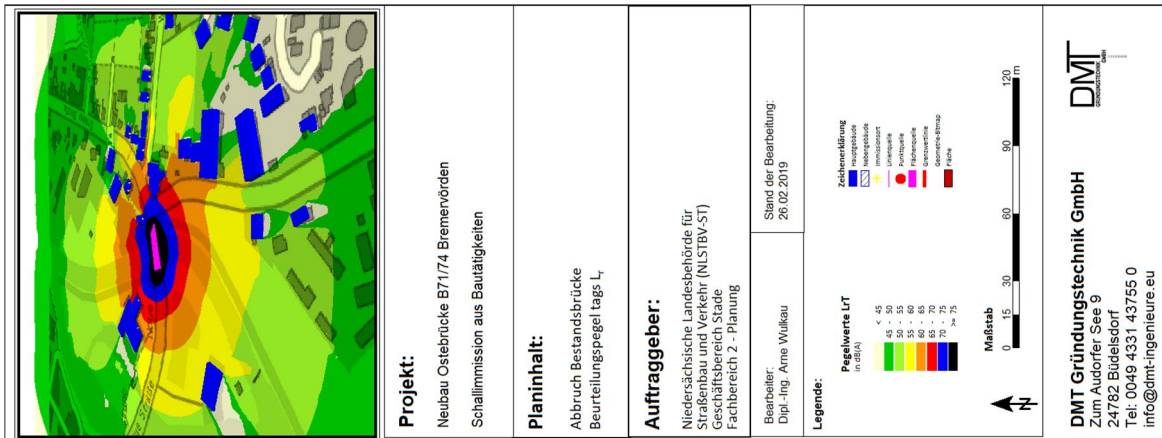 Projekt:
Neubau Ostebrücke B71/74 Bremervörden
Schallimmission aus Bautätigkeiten
Planinhalt:
Abbruch Bestandsbrücke
Beurteilungspegel tags Lr
Auftraggeber:
Niedersächsische Landesbehörde für
Straßenbau und Verkehr (NLSTBV-ST)
Geschäftsbereich Stade
Fachbereich 2 - Planung
Bearbeiter:
Dipl.-Ing. Arne Wulkau
Stand der Bearbeitung:
26.02.2019
Legende:
Pegelwerte LrT
in dB(A)
< 45
45 - 50
50 - 55
55 - 60
60 - 65
65 - 70
70 - 75
>= 75
Zeichenerklärung
Hauptgebäude
Nebengebäude
Immissionsort
Linienquelle
Punktquelle
Flächenquelle
Grenzwertlinie
Geometrie-Bitmap
Fläche
Maßstab
0 15 30 60 90 120
m
N
DMT Gründungstechnik GmbH
Zum Audorfer See 9
24782 Büdelsdorf
Tel: 0049 4331 43755 0
info@dmt-ingenieure.eu
DMT
GRÜNDUNGSTECHNIK
GMBH